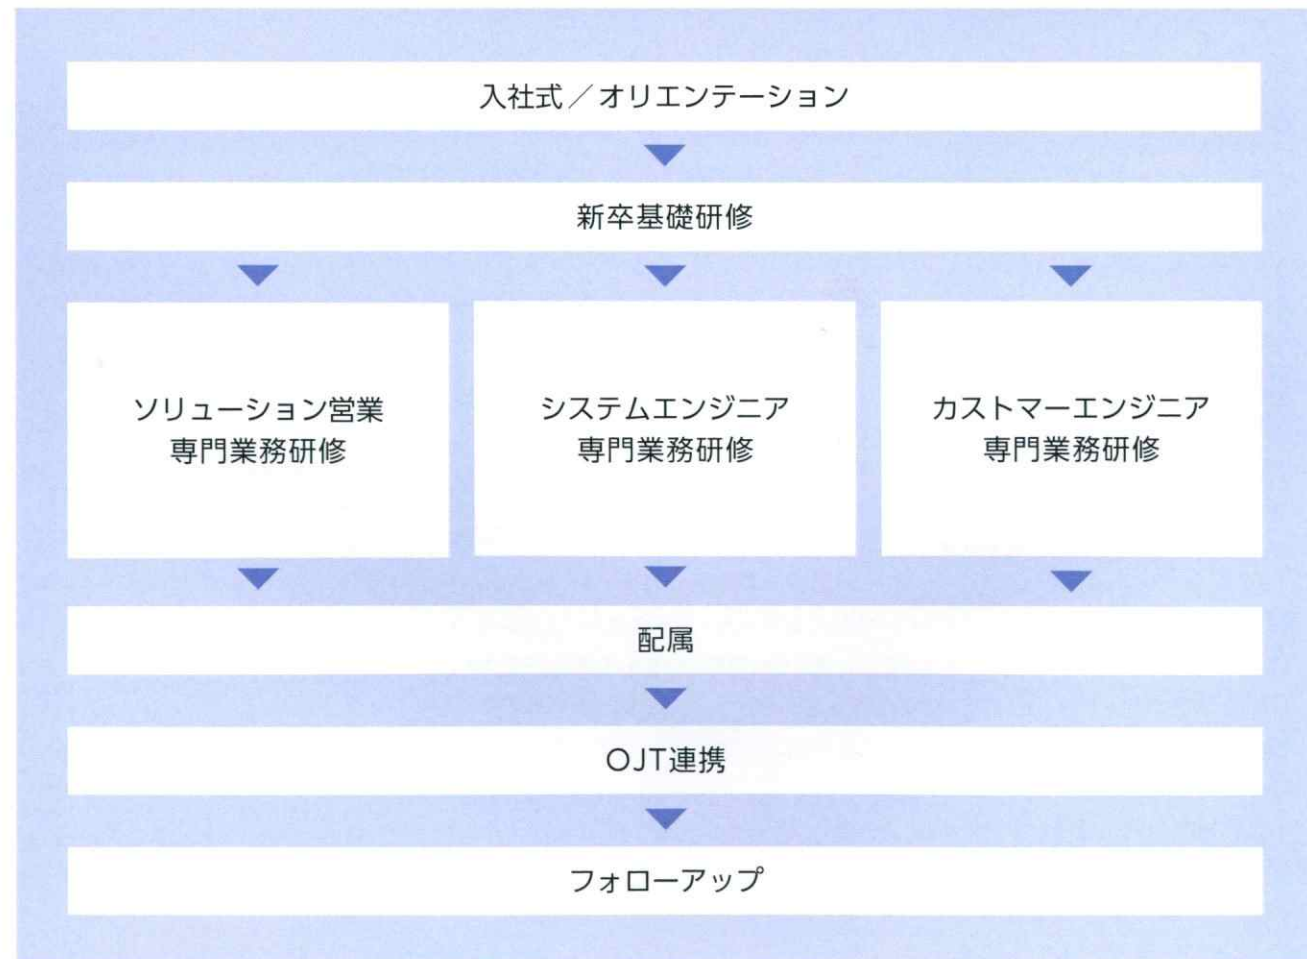 入社式／オリエンテーション
新卒基礎研修
ソリューション営業
専門業務研修
システムエンジニア
専門業務研修
カストマーエンジニア
専門業務研修
配属
OJT連携
フォローアップ